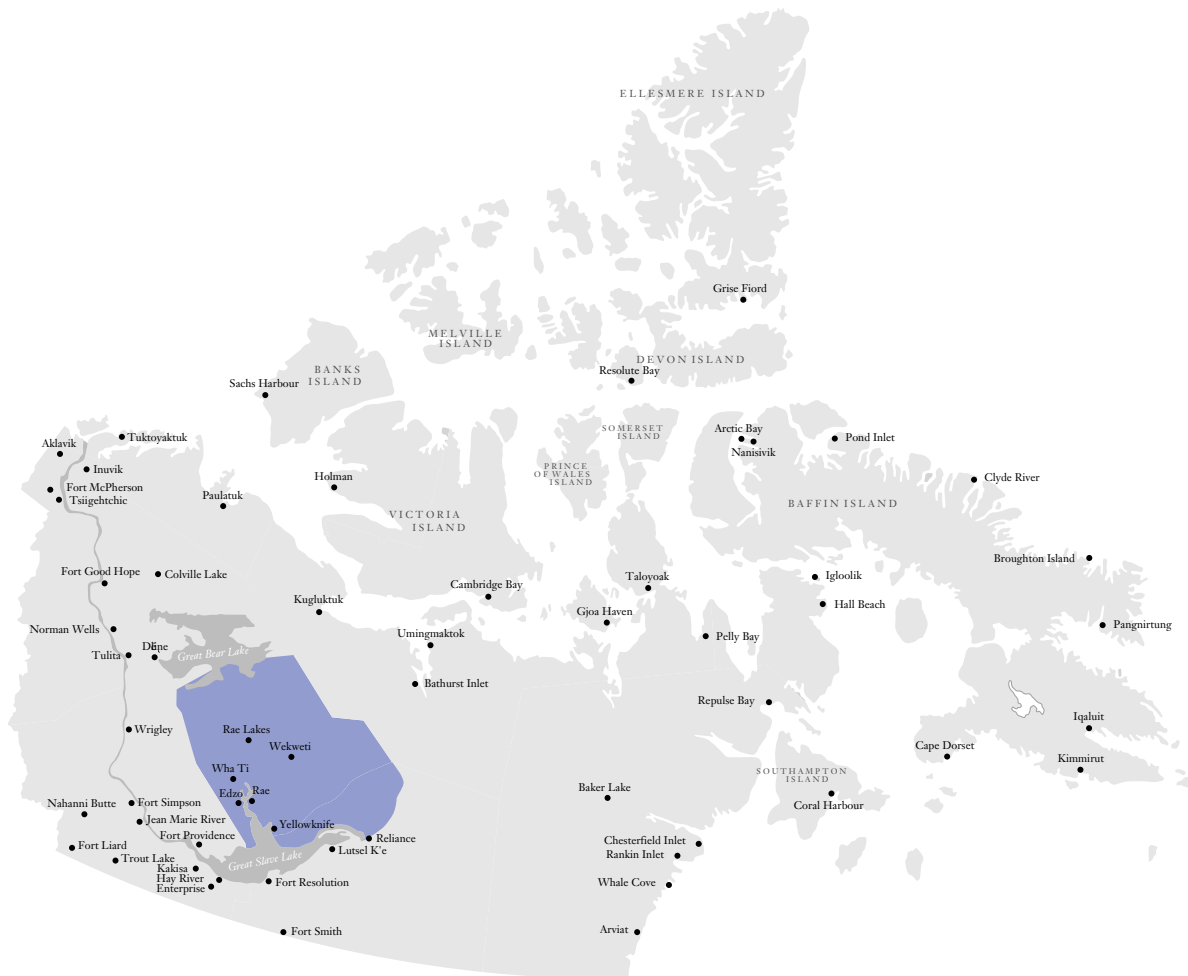 ELLESMERE ISLAND
Grise Fiord
MELVILLE
ISLAND
DEVON ISLAND
Resolute Bay
BANKS
ISLAND
Sachs Harbour
SOMERSET
ISLAND
Arctic Bay
Nanisivik
Pond Inlet
Tuktoyaktuk
Aklavik
Inuvik
Fort McPherson
Tsiigehtchic
Paulatuk
Holman
PRINCE
OF WALES
ISLAND
Clyde River
VICTORIA
ISLAND
BAFFIN ISLAND
Broughton Island
Fort Good Hope
Colville Lake
Cambridge Bay
Taloyoak
Igloolik
Kugluktuk
Gjoa Haven
Hall Beach
Norman Wells
Umingmaktok
Pelly Bay
Pangnirtung
Tulita
Great Bear Lake
Bathurst Inlet
Repulse Bay
Wrigley
Rae Lakes
Wekweti
Iqaluit
Cape Dorset
Kimmirut
Wha Ti
SOUTHAMPTON
ISLAND
Edzo
Rae
Baker Lake
Coral Harbour
Nahanni Butte
Fort Simpson
Jean Marie River
Yellowknife
Fort Providence
Reliance
Chesterfield Inlet
Fort Liard
Lutsel K'e
Rankin Inlet
Trout Lake
Great Slave Lake
Kakisa
Hay River
Enterprise
Fort Resolution
Whale Cove
Fort Smith
Arviat